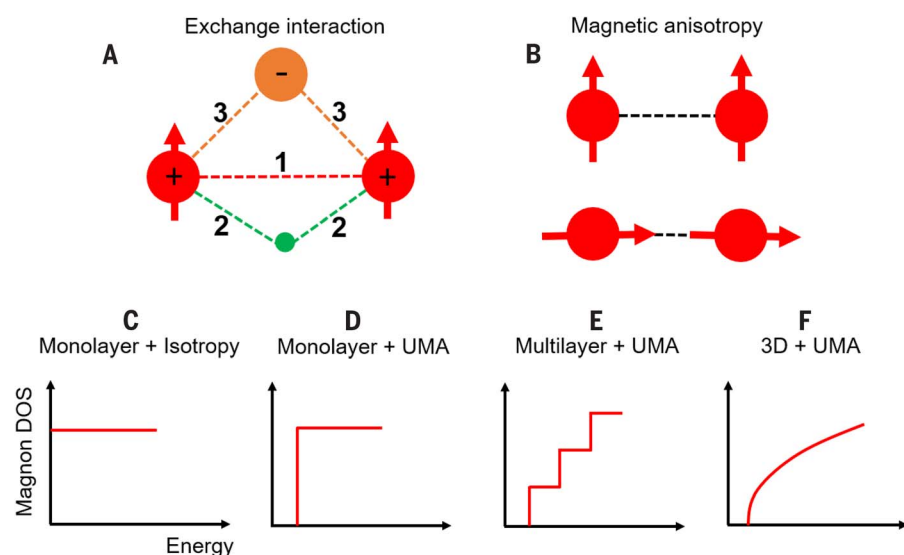 Exchange interaction
Magnetic anisotropy
A
B
-
3
3
+
1
+
2
2
C
D
E
F
Monolayer + Isotropy
Monolayer + UMA
Multilayer + UMA
3D + UMA
Magnon DOS
Energy